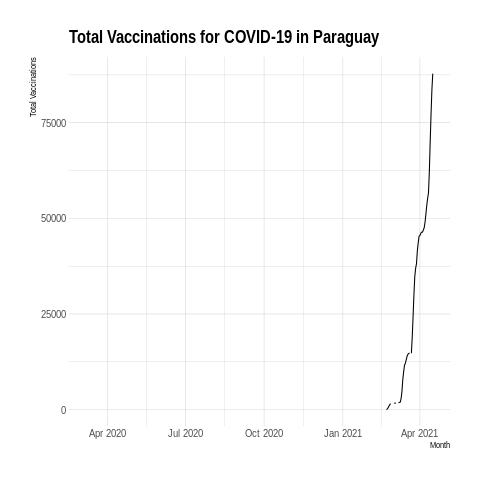 Total Vaccinations for COVID-19 in Paraguay
Total Vaccinations
75000
50000
25000
0
Apr 2020 Jul 2020 Oct 2020 Jan 2021 Apr 2021
Month